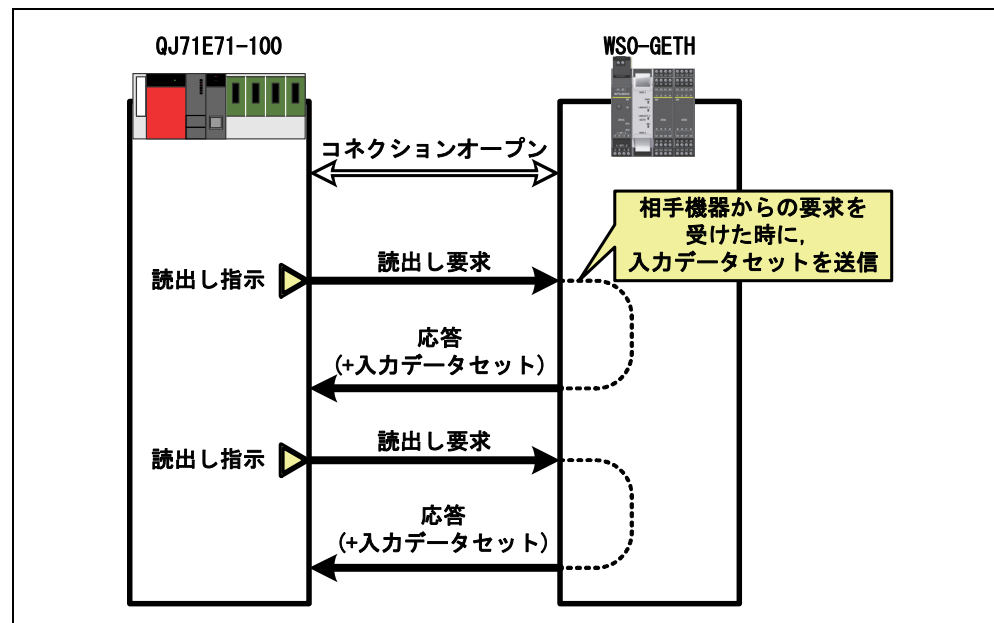 QJ71E71-100
WS0-GETH
コネクションオープン
相手機器からの要求を
受けた時に,
入力データセットを送信
読出し指示
読出し要求
応答
(+入力データセット)
読出し指示
読出し要求
応答
(+入力データセット)